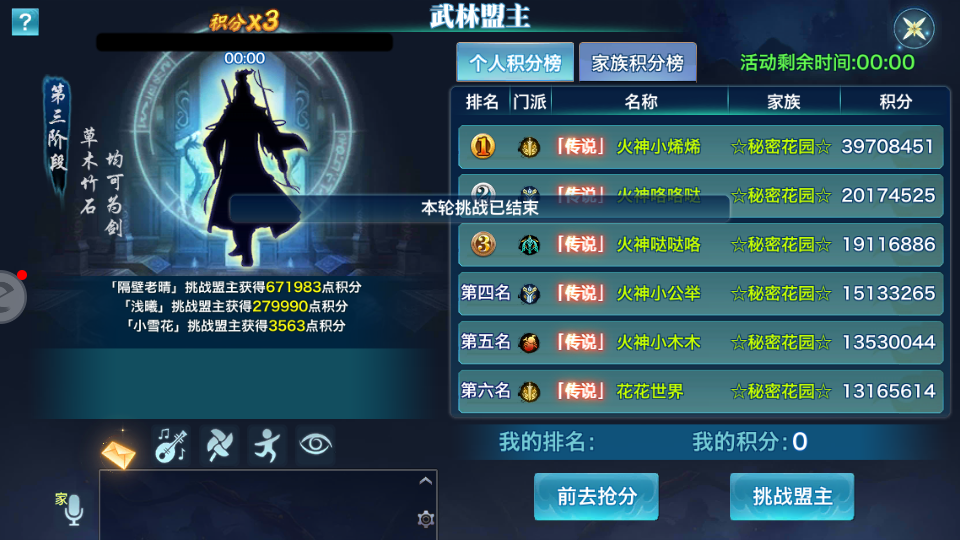 ?
积分x3
武林盟主
00:00
第三阶段
草木竹石
均可为剑
个人积分榜 家族积分榜 活动剩余时间:00:00
排名 门派 名称 家族 积分
1 「传说」 火神小烯烯 ☆秘密花园☆ 39708451
2 「传说」 火神咯咯哒 ☆秘密花园☆ 20174525
本轮挑战已结束
3 「传说」 火神哒哒咯 ☆秘密花园☆ 19116886
第四名 「传说」 火神小公举 ☆秘密花园☆ 15133265
第五名 「传说」 火神小木木 ☆秘密花园☆ 13530044
第六名 「传说」 花花世界 ☆秘密花园☆ 13165614
「隔壁老晴」挑战盟主获得671983点积分
「浅曦」挑战盟主获得279990点积分
「小雪花」挑战盟主获得3563点积分
我的排名: 我的积分:0
前去抢分 挑战盟主
家